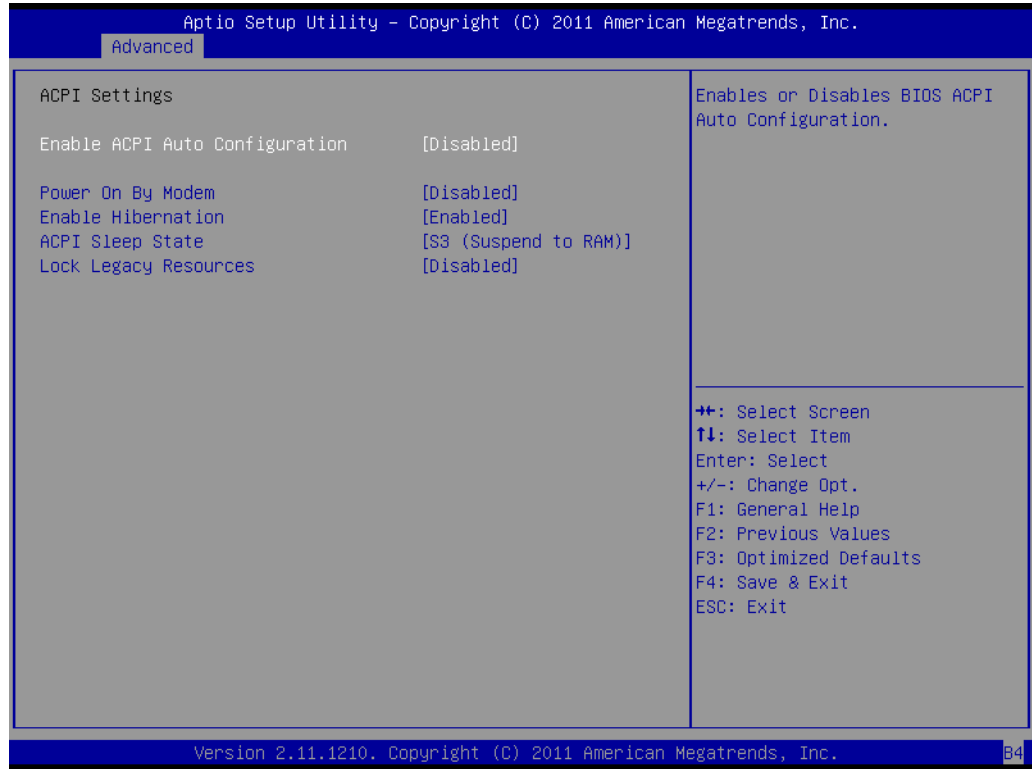 Aptio Setup Utility – Copyright (C) 2011 American Megatrends, Inc.
Advanced
ACPI Settings
Enable ACPI Auto Configuration [Disabled]
Power On By Modem [Disabled]
Enable Hibernation [Enabled]
ACPI Sleep State [S3 (Suspend to RAM)]
Lock Legacy Resources [Disabled]
Enables or Disables BIOS ACPI
Auto Configuration.
→←: Select Screen
↑↓: Select Item
Enter: Select
+/-: Change Opt.
F1: General Help
F2: Previous Values
F3: Optimized Defaults
F4: Save & Exit
ESC: Exit
Version 2.11.1210. Copyright (C) 2011 American Megatrends, Inc.
B4